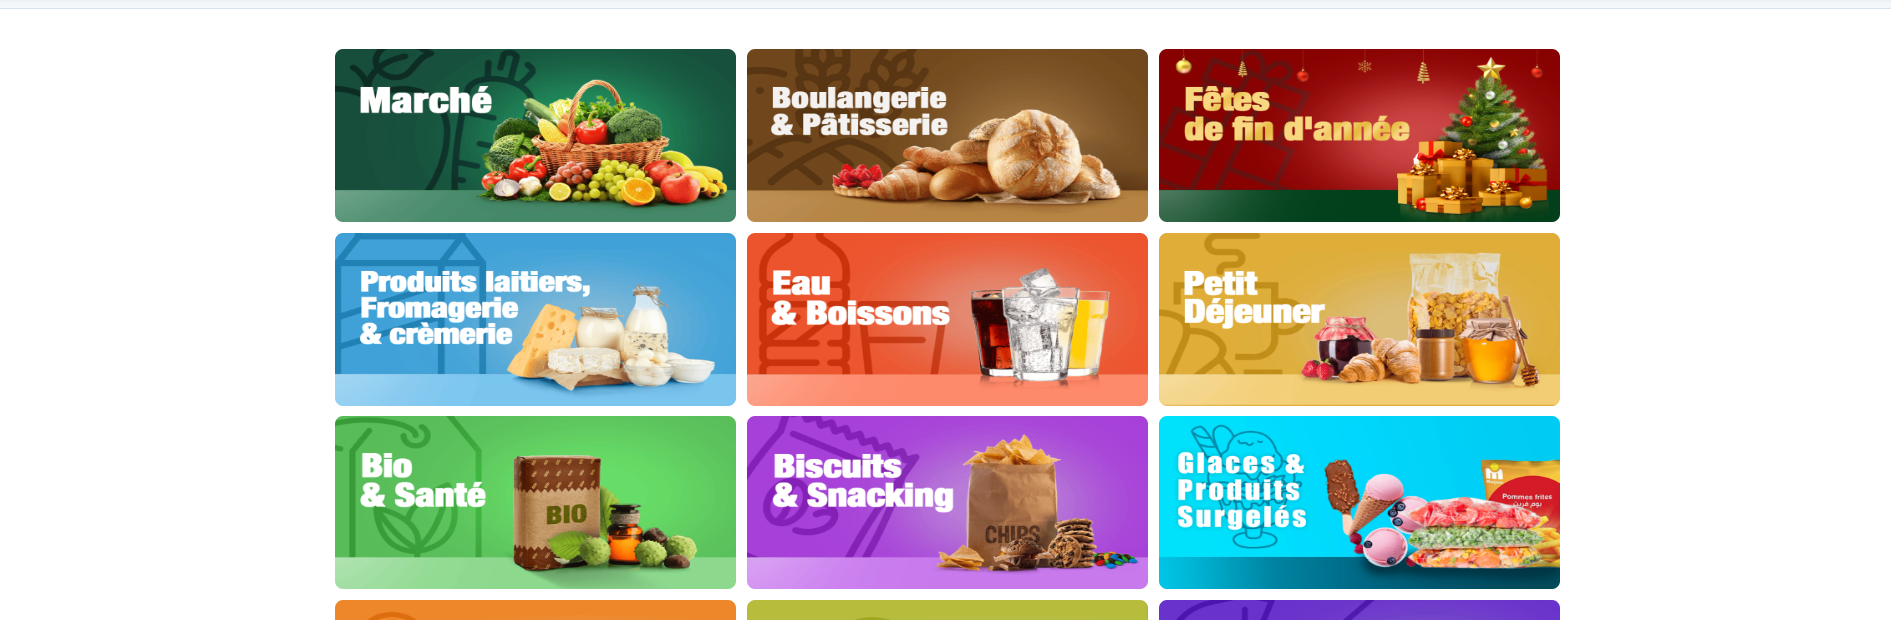 Marché
Boulangerie
& Pâtisserie
Fêtes
de fin d'année
Produits laitiers,
Fromagerie
& crèmerie
Eau
& Boissons
Petit
Déjeuner
Bio
& Santé
BIO
Biscuits
& Snacking
CHIPS
Glaces &
Produits
Surgelés
Pommes frites